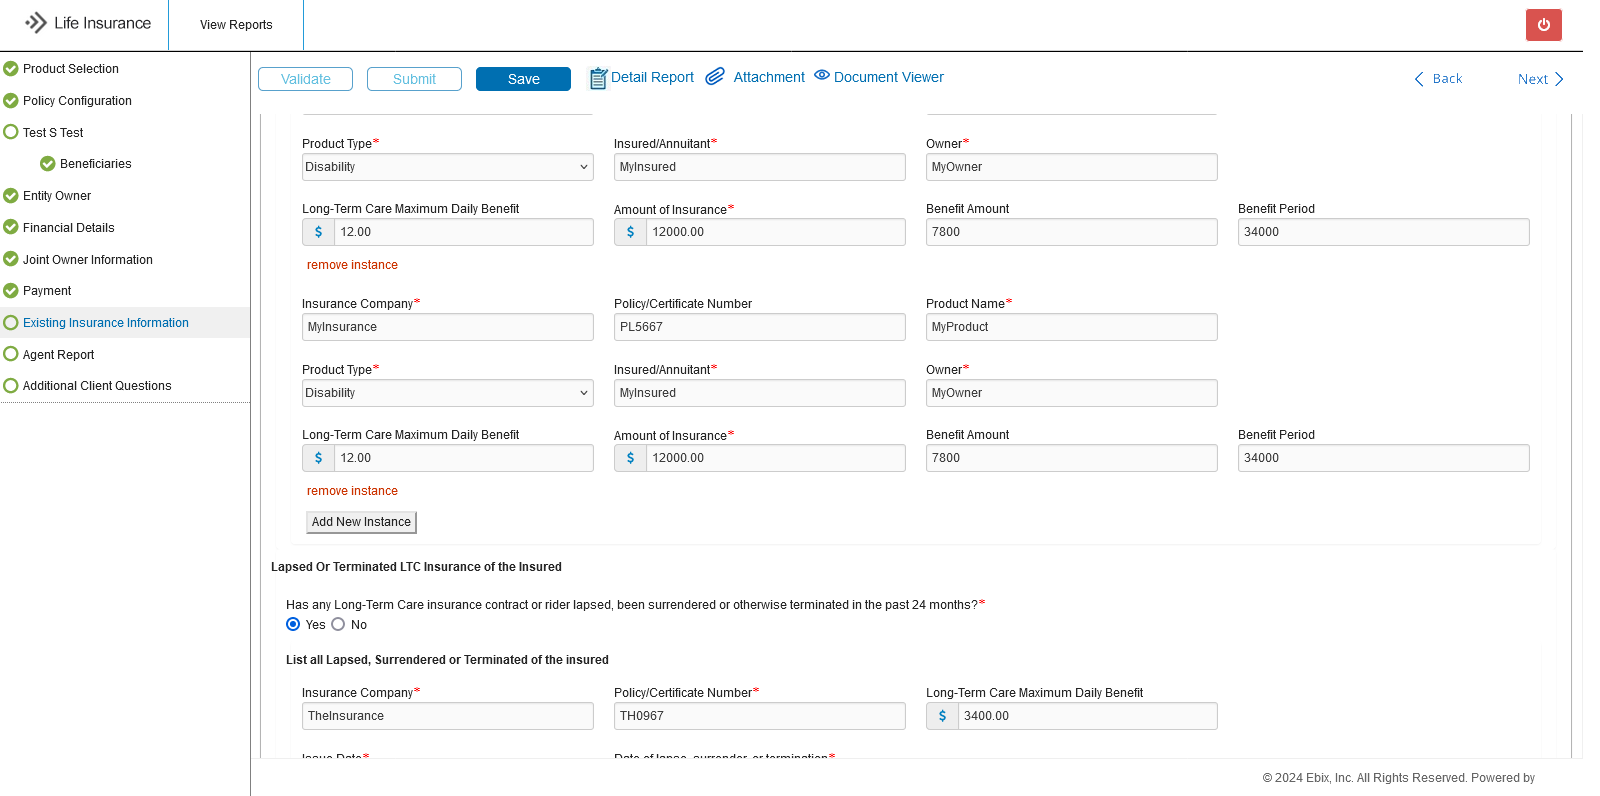 Life Insurance
View Reports
Product Selection
Policy Configuration
Test S Test
Beneficiaries
Entity Owner
Financial Details
Joint Owner Information
Payment
Existing Insurance Information
Agent Report
Additional Client Questions
Validate Submit Save Detail Report Attachment Document Viewer Back Next
Product Type* Insured/Annuitant* Owner*
Disability MyInsured MyOwner
Long-Term Care Maximum Daily Benefit Amount of Insurance* Benefit Amount Benefit Period
$ 12.00 $ 12000.00 7800 34000
remove instance
Insurance Company* Policy/Certificate Number Product Name*
MyInsurance PL5667 MyProduct
Product Type* Insured/Annuitant* Owner*
Disability MyInsured MyOwner
Long-Term Care Maximum Daily Benefit Amount of Insurance* Benefit Amount Benefit Period
$ 12.00 $ 12000.00 7800 34000
remove instance
Add New Instance
Lapsed Or Terminated LTC Insurance of the Insured
Has any Long-Term Care insurance contract or rider lapsed, been surrendered or otherwise terminated in the past 24 months?*
Yes No
List all Lapsed, Surrendered or Terminated of the insured
Insurance Company* Policy/Certificate Number* Long-Term Care Maximum Daily Benefit
TheInsurance TH0967 $ 3400.00
Issue Date* Date of lapse, surrender, or termination*
© 2024 Ebix, Inc. All Rights Reserved. Powered by